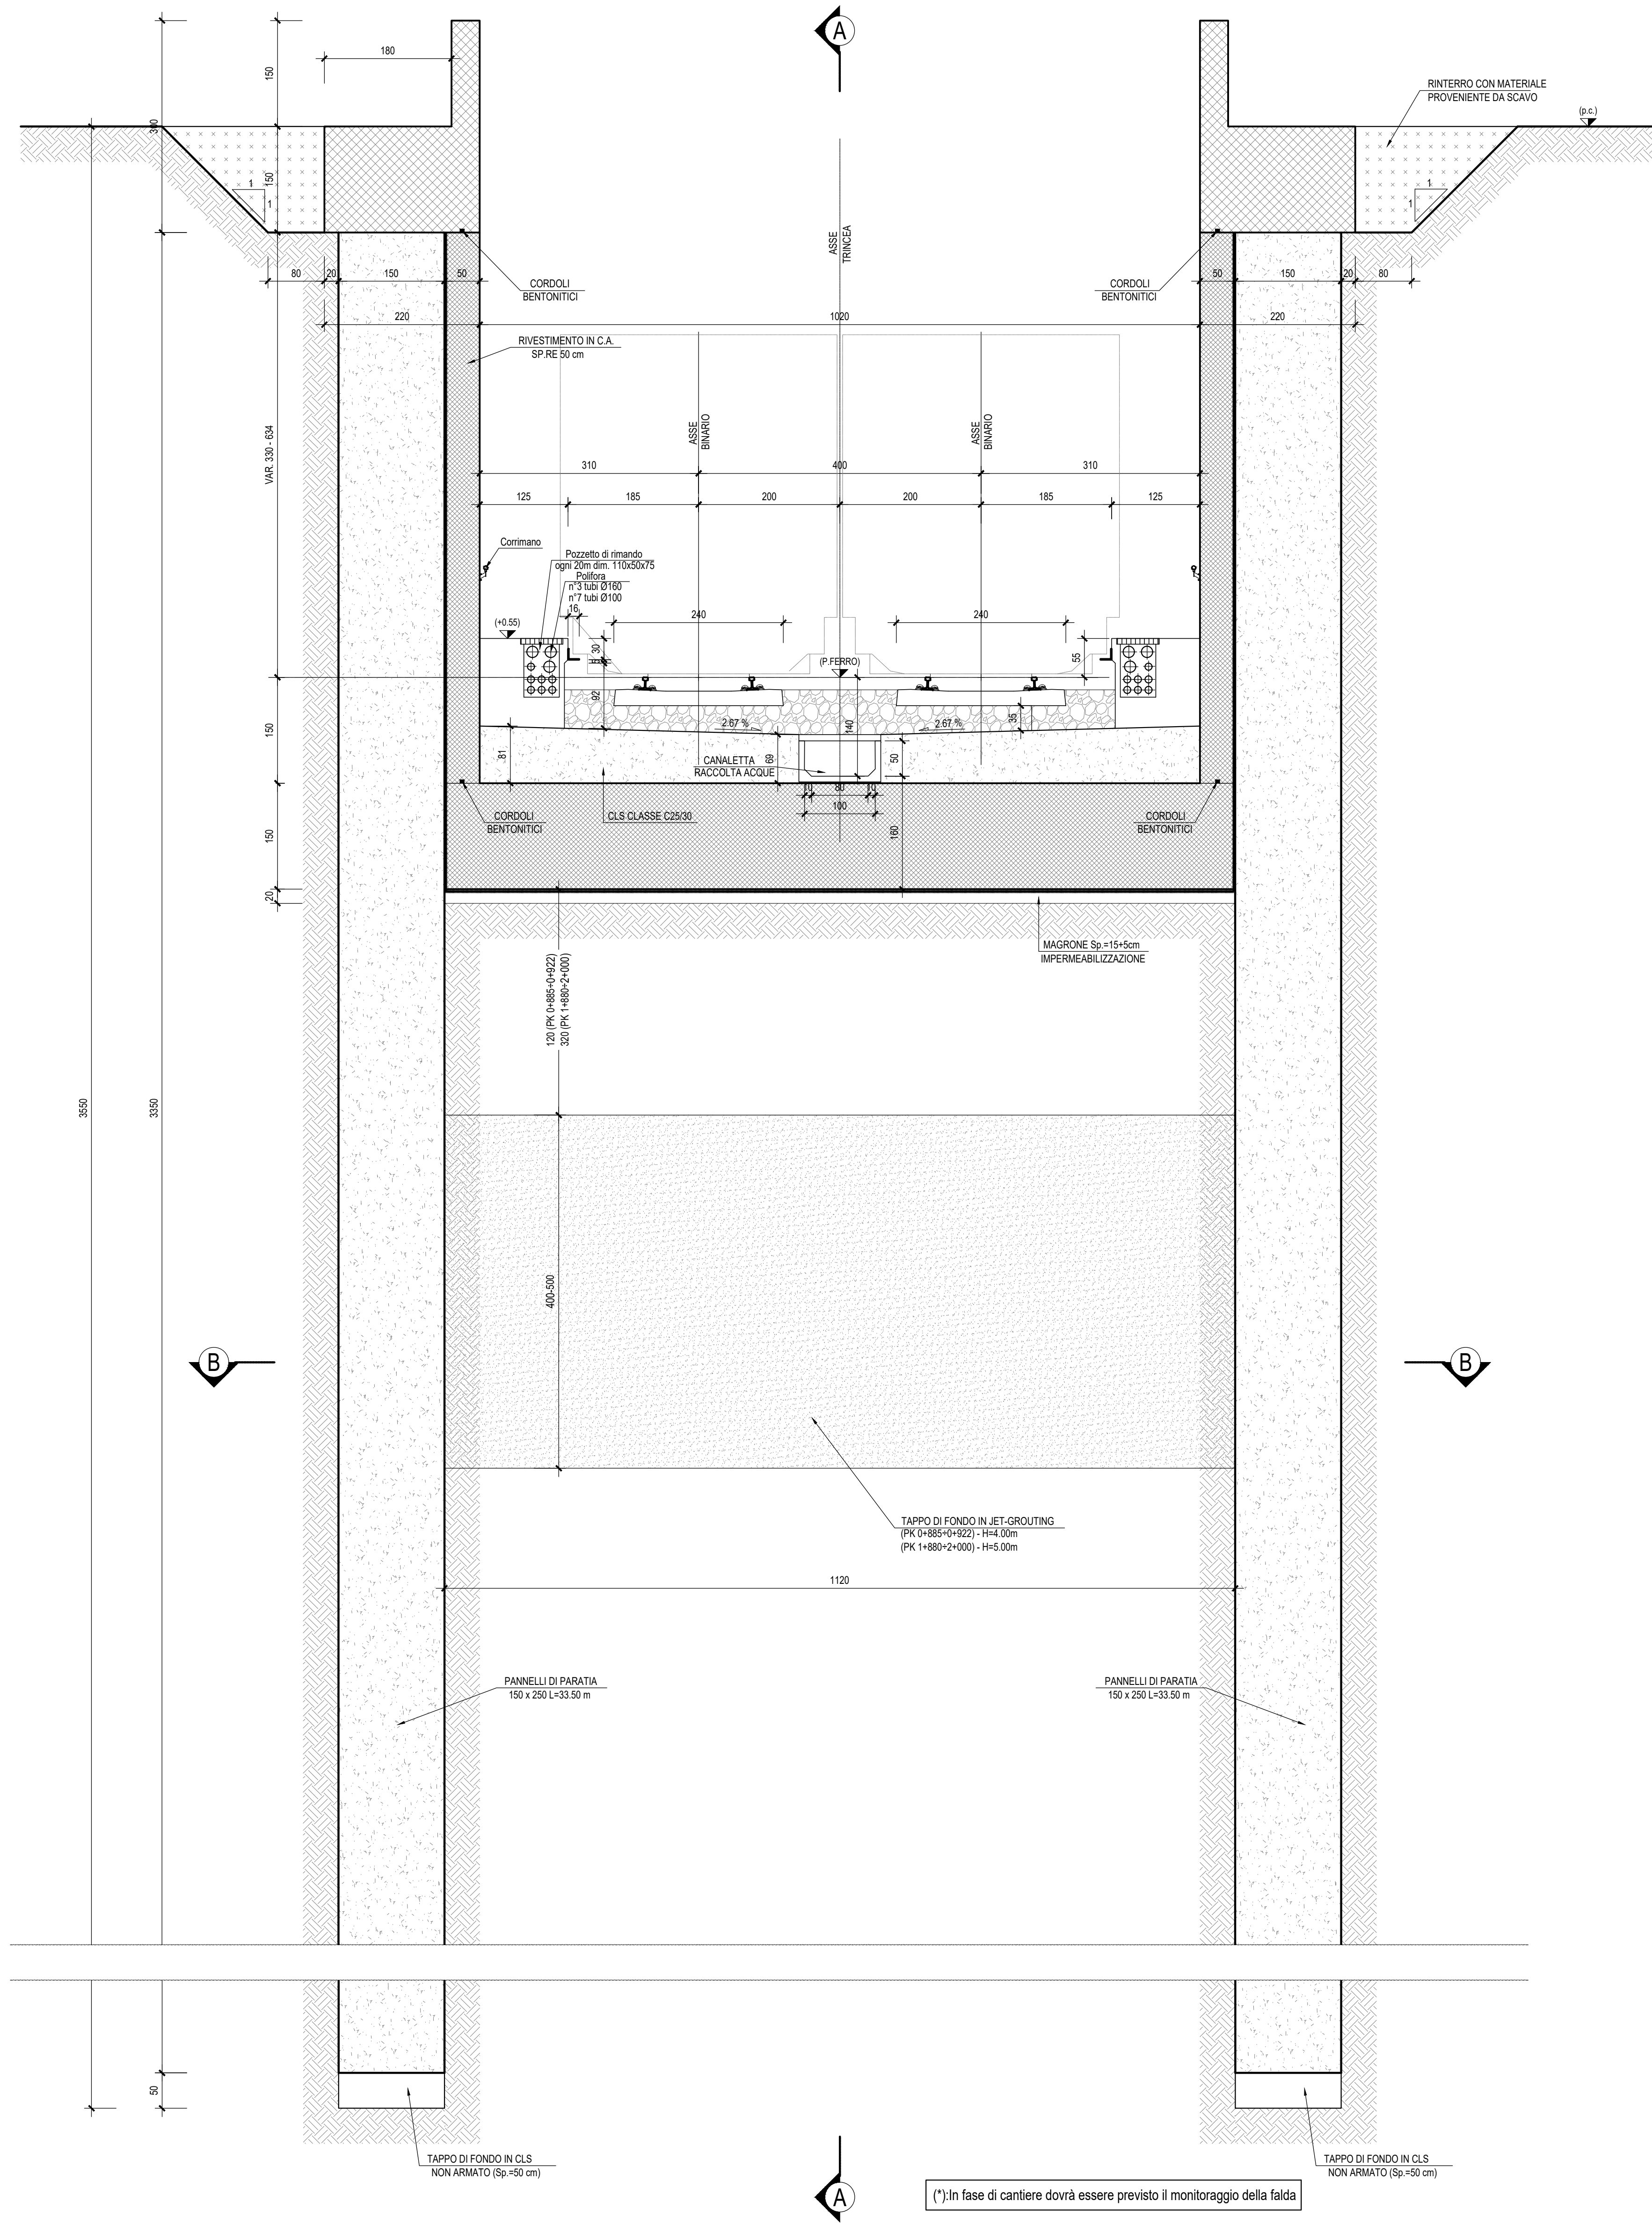 A
180
150
300
RINTERRO CON MATERIALE
PROVENIENTE DA SCAVO
(p.c.)
150
1
1
1
1
ASSE
TRINCEA
80
20
150
50
CORDOLI
BENTONITICI
CORDOLI
BENTONITICI
50
150
20
80
220
1020
220
RIVESTIMENTO IN C.A.
SP.RE 50 cm
VAR. 330 - 634
ASSE
BINARIO
ASSE
BINARIO
310
400
310
125
185
200
200
185
125
Corrimano
Pozzetto di rimando
ogni 20m dim. 110x50x75
Polifora
n°3 tubi Ø160
n°7 tubi Ø100
16
240
240
(+0.55)
30
55
(P.FERRO)
92
35
150
2.67 %
140
2.67 %
81
69
50
CANALETTA
RACCOLTA ACQUE
10
80
10
100
CORDOLI
BENTONITICI
CLS CLASSE C25/30
160
CORDOLI
BENTONITICI
150
20
MAGRONE Sp.=15+5cm
IMPERMEABILIZZAZIONE
120 (PK 0+885÷0+922)
320 (PK 1+880÷2+000)
3550
3350
400-500
B
B
TAPPO DI FONDO IN JET-GROUTING
(PK 0+885÷0+922) - H=4.00m
(PK 1+880÷2+000) - H=5.00m
1120
PANNELLI DI PARATIA
150 x 250 L=33.50 m
PANNELLI DI PARATIA
150 x 250 L=33.50 m
50
TAPPO DI FONDO IN CLS
NON ARMATO (Sp.=50 cm)
TAPPO DI FONDO IN CLS
NON ARMATO (Sp.=50 cm)
A
(*):In fase di cantiere dovrà essere previsto il monitoraggio della falda